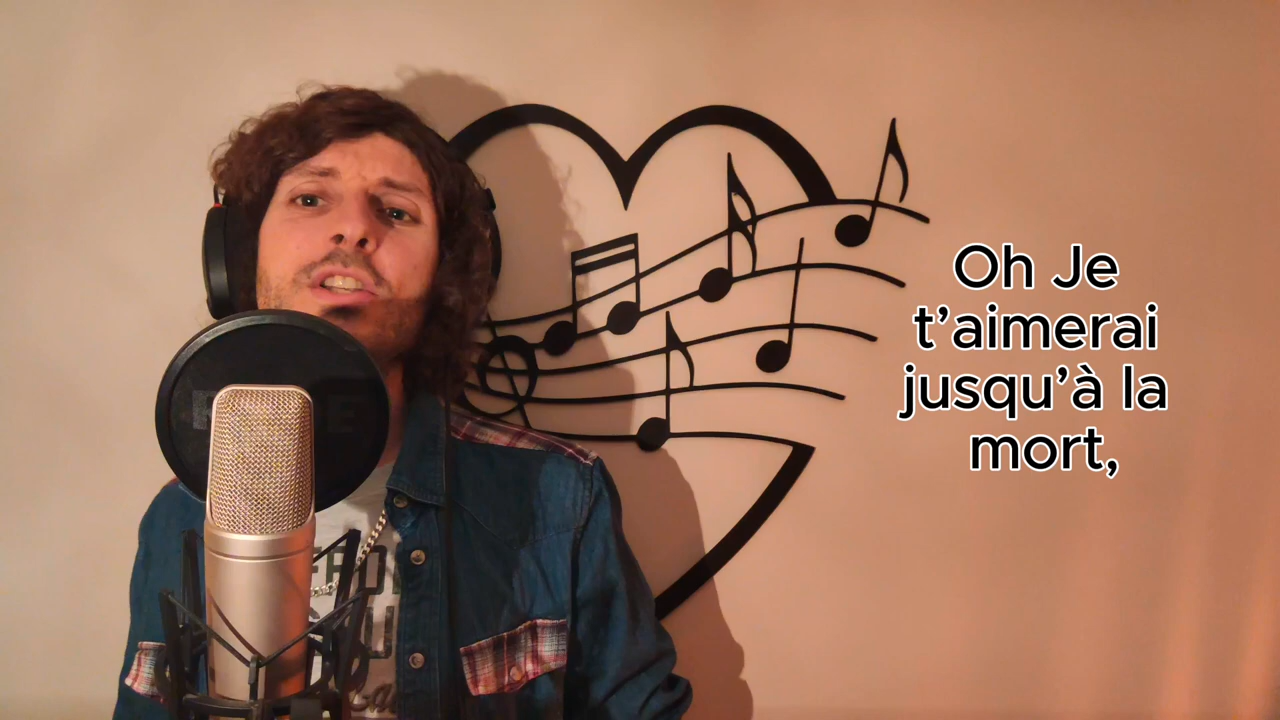 Oh Je
t’aimerai
jusqu’à la
mort,